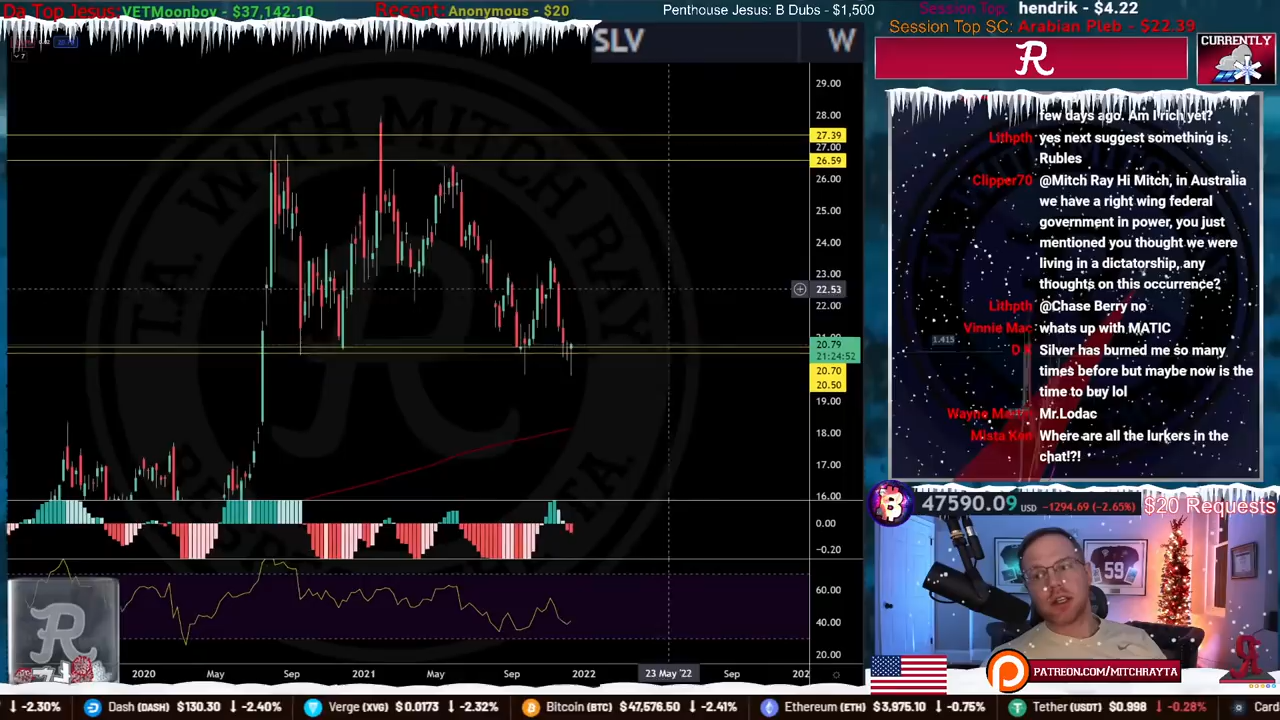 Da Top Jesus: VETMoonboy - $37,142.10
Recent: Anonymous - $20
Penthouse Jesus: B Dubs - $1,500
Session Top: hendrik - $4.22
Session Top SC: Arabian Pleb - $22.39
SLV
W
R
CURRENTLY
7
29.00
28.00
27.39
27.00
26.59
26.00
25.00
24.00
23.00
22.53
22.00
20.79
21:24:52
20.70
20.50
19.00
18.00
17.00
16.00
0.00
-0.20
60.00
40.00
20.00
2020
May
Sep
2021
May
Sep
2022
23 May '22
Sep
202
TA WITH MITCH RAY
few days ago. Am I rich yet?
Lithpth yes next suggest something is.
Rubles
Clipper70 @Mitch Ray Hi Mitch, in Australia
we have a right wing federal
government in power, you just
mentioned you thought we were
living in a dictatorship, any
thoughts on this occurrence?
Lithpth @Chase Berry no
Vinnie Mac whats up with MATIC
1.415
D X Silver has burned me so many
times before but maybe now is the
time to buy lol
Mr.Lodac
Where are all the lurkers in the
chat!?!
47590.09 USD -1294.69 (-2.65%)
$20 Requests
59
R
PATREON.COM/MITCHRAYTA
-2.30%
Dash (DASH) $130.30 -2.40%
Verge (XVG) $0.0173 -2.32%
Bitcoin (BTC) $47,576.50 -2.41%
Ethereum (ETH) $3,975.10 -0.75%
Tether (USDT) $0.998 -0.28%
Card